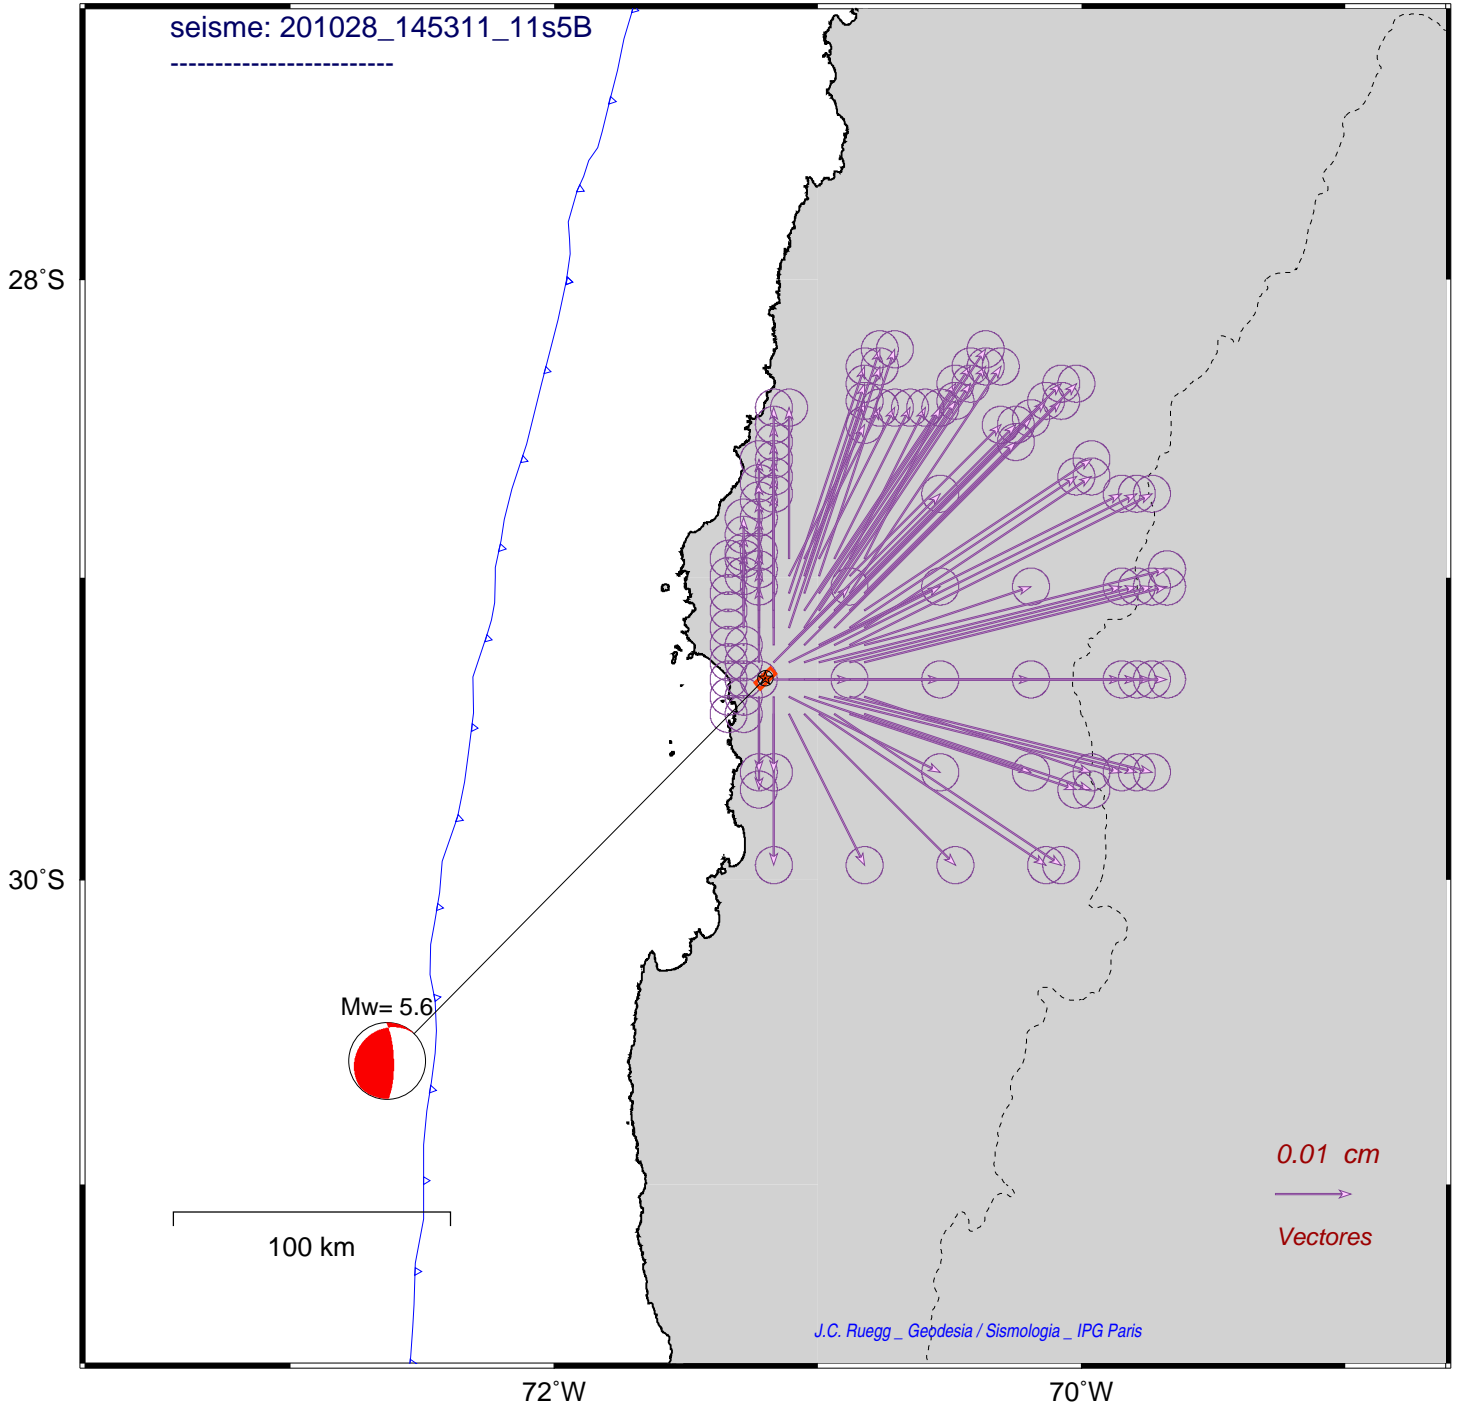 seisme: 201028_145311_11s5B
-------------------------
28°S
30°S
Mw= 5.6
0.01 cm
100 km
Vectores
J.C. Ruegg _ Geodesia / Sismologia _ IPG Paris
72°W
70°W